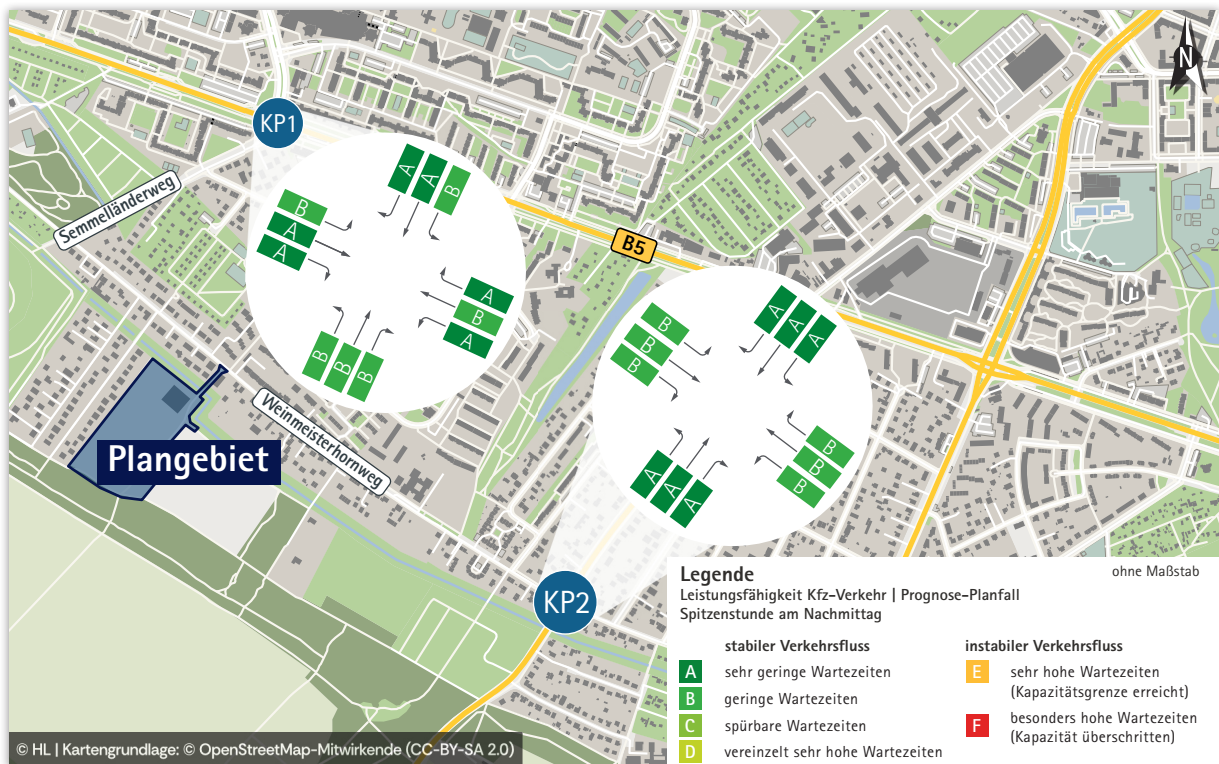 N
KP1
Semmelländerweg
A
A
B
B
A
A
A
B
A
B
B
B
B5
B
B
B
A
A
A
B
B
B
A
A
A
Weinmeisterhornweg
Plangebiet
KP2
Legende
ohne Maßstab
Leistungsfähigkeit Kfz-Verkehr | Prognose-Planfall
Spitzenstunde am Nachmittag
stabiler Verkehrsfluss
A sehr geringe Wartezeiten
B geringe Wartezeiten
C spürbare Wartezeiten
D vereinzelt sehr hohe Wartezeiten
instabiler Verkehrsfluss
E sehr hohe Wartezeiten
(Kapazitätsgrenze erreicht)
F besonders hohe Wartezeiten
(Kapazität überschritten)
© HL | Kartengrundlage: © OpenStreetMap-Mitwirkende (CC-BY-SA 2.0)